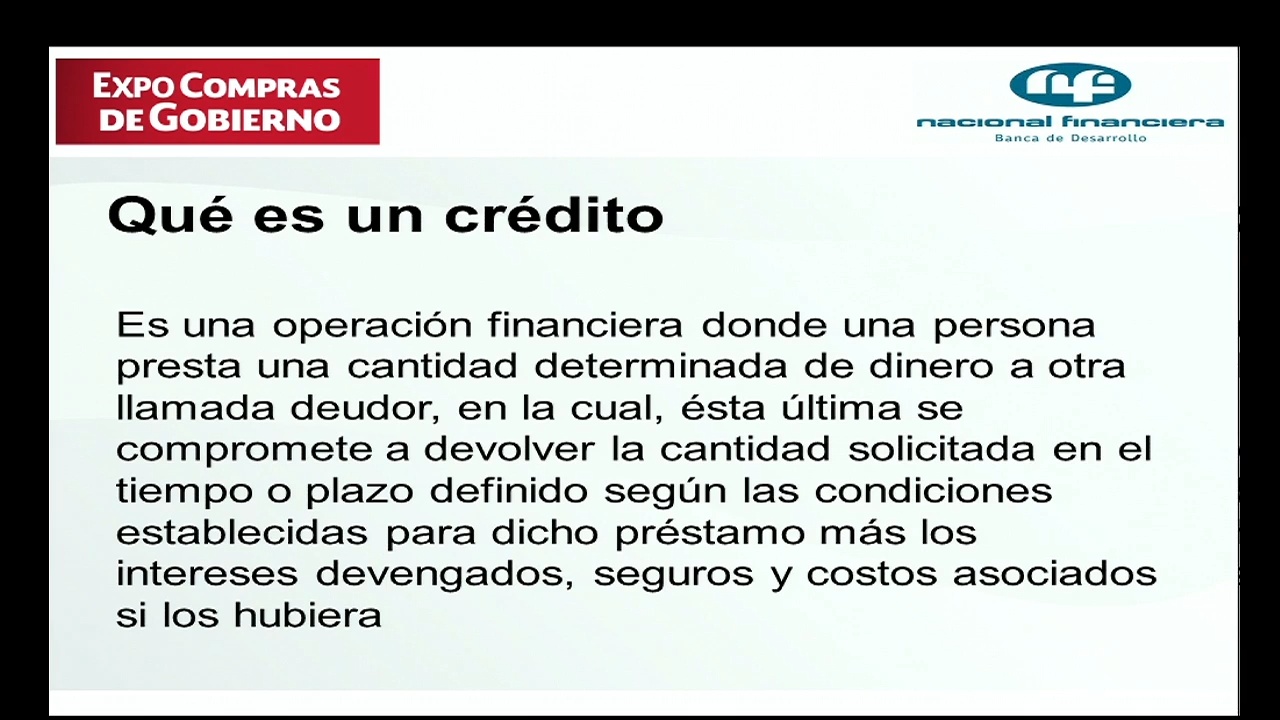 EXPO COMPRAS
DE GOBIERNO
nf
nacional financiera
Banca de Desarrollo
Qué es un crédito
Es una operación financiera donde una persona
presta una cantidad determinada de dinero a otra
llamada deudor, en la cual, ésta última se
compromete a devolver la cantidad solicitada en el
tiempo o plazo definido según las condiciones
establecidas para dicho préstamo más los
intereses devengados, seguros y costos asociados
si los hubiera